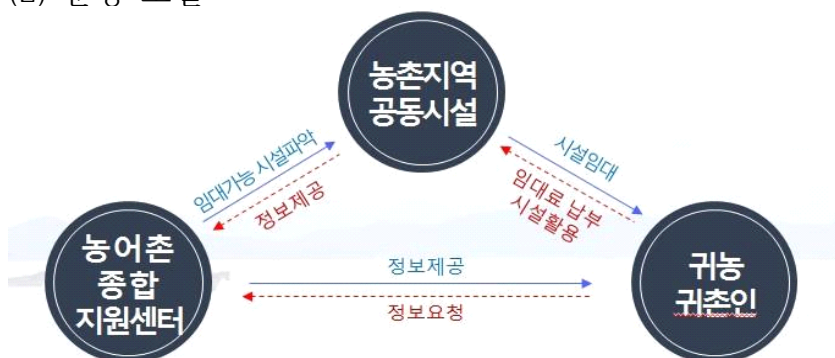 농촌지역
공동시설
임대가능 시설파악
정보제공
시설임대
임대료 납부
시설활용
농어촌
종합
지원센터
정보제공
정보요청
귀농
귀촌인